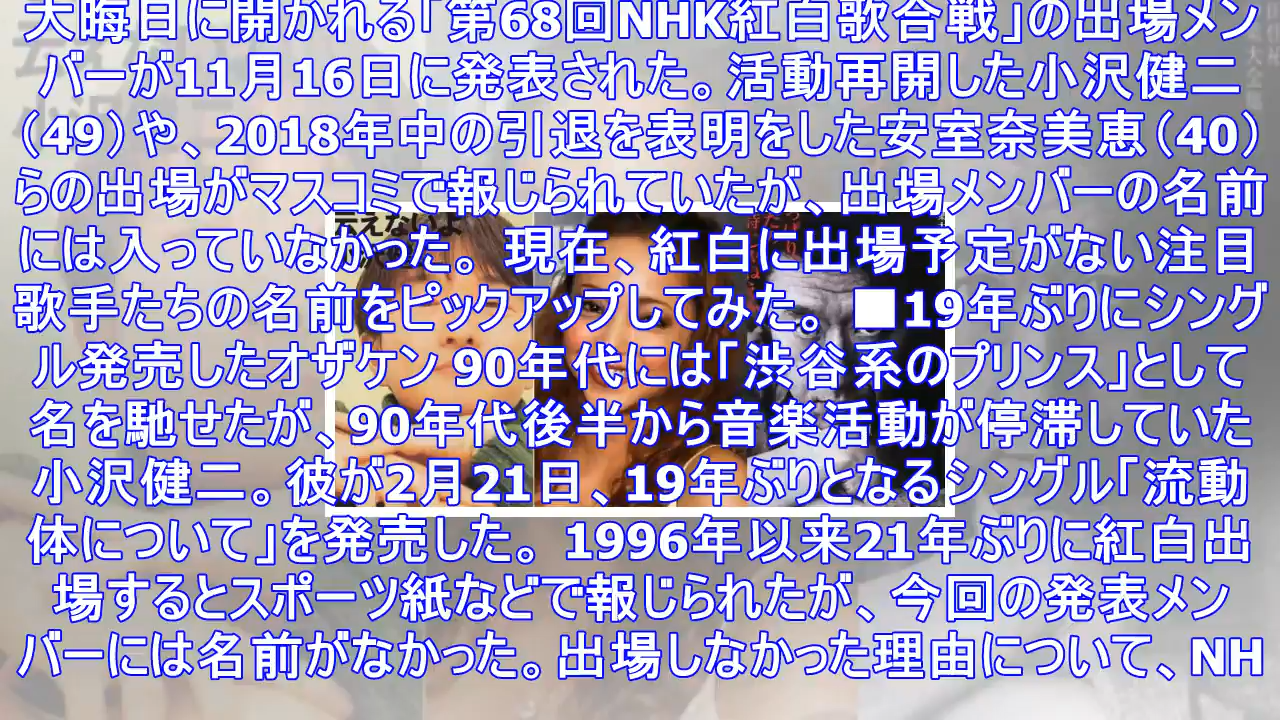 大晦日に開かれる「第68回NHK紅白歌合戦」の出場メン
バーが11月16日に発表された。活動再開した小沢健二
（49）や、2018年中の引退を表明をした安室奈美恵（40）
らの出場がマスコミで報じられていたが、出場メンバーの名前
には入っていなかった。 現在、紅白に出場予定がない注目
歌手たちの名前をピックアップしてみた。 ■19年ぶりにシング
ル発売したオザケン 90年代には「渋谷系のプリンス」として
名を馳せたが、90年代後半から音楽活動が停滞していた
小沢健二。彼が2月21日、19年ぶりとなるシングル「流動
体について」を発売した。 1996年以来21年ぶりに紅白出
場するとスポーツ紙などで報じられたが、今回の発表メン
バーには名前がなかった。出場しなかった理由について、NH
云えないよ